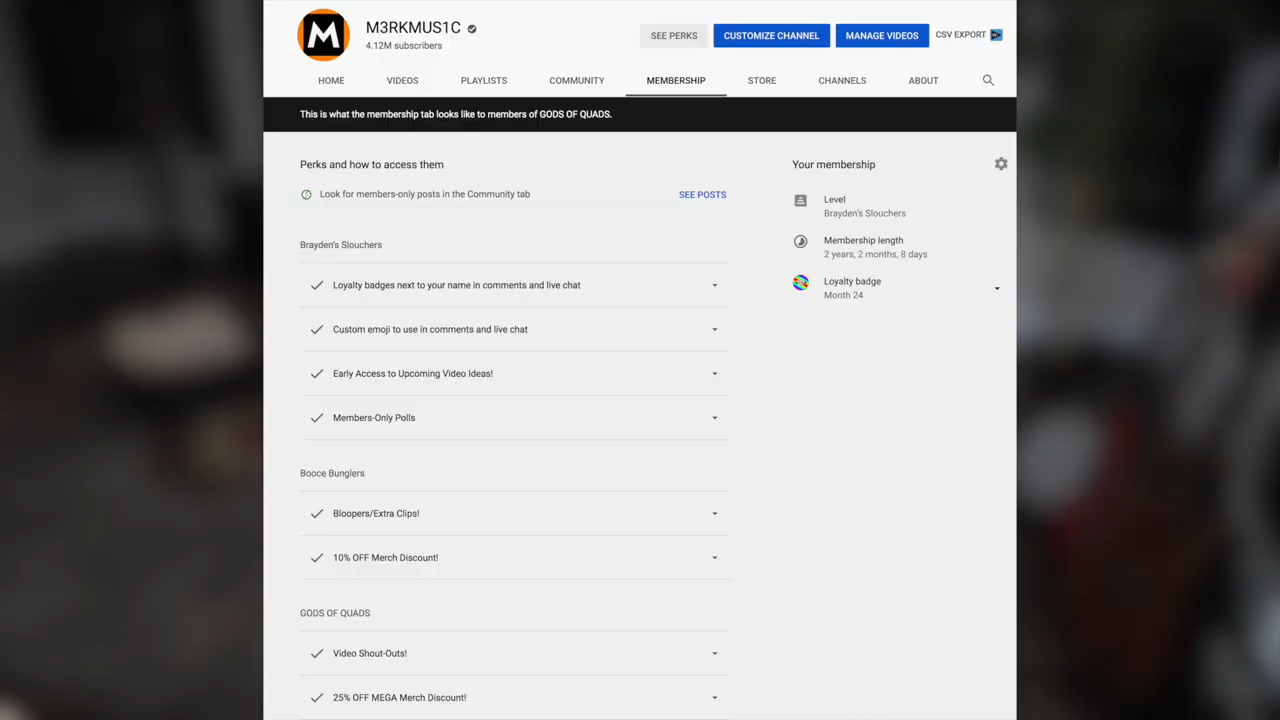 M
M3RKMUS1C
4.12M subscribers
SEE PERKS
CUSTOMIZE CHANNEL
MANAGE VIDEOS
CSV EXPORT
HOME
VIDEOS
PLAYLISTS
COMMUNITY
MEMBERSHIP
STORE
CHANNELS
ABOUT
This is what the membership tab looks like to members of GODS OF QUADS.
Perks and how to access them
Look for members-only posts in the Community tab
SEE POSTS
Brayden's Slouchers
Loyalty badges next to your name in comments and live chat
Custom emoji to use in comments and live chat
Early Access to Upcoming Video Ideas!
Members-Only Polls
Booce Bunglers
Bloopers/Extra Clips!
10% OFF Merch Discount!
GODS OF QUADS
Video Shout-Outs!
25% OFF MEGA Merch Discount!
Your membership
Level
Brayden's Slouchers
Membership length
2 years, 2 months, 8 days
Loyalty badge
Month 24